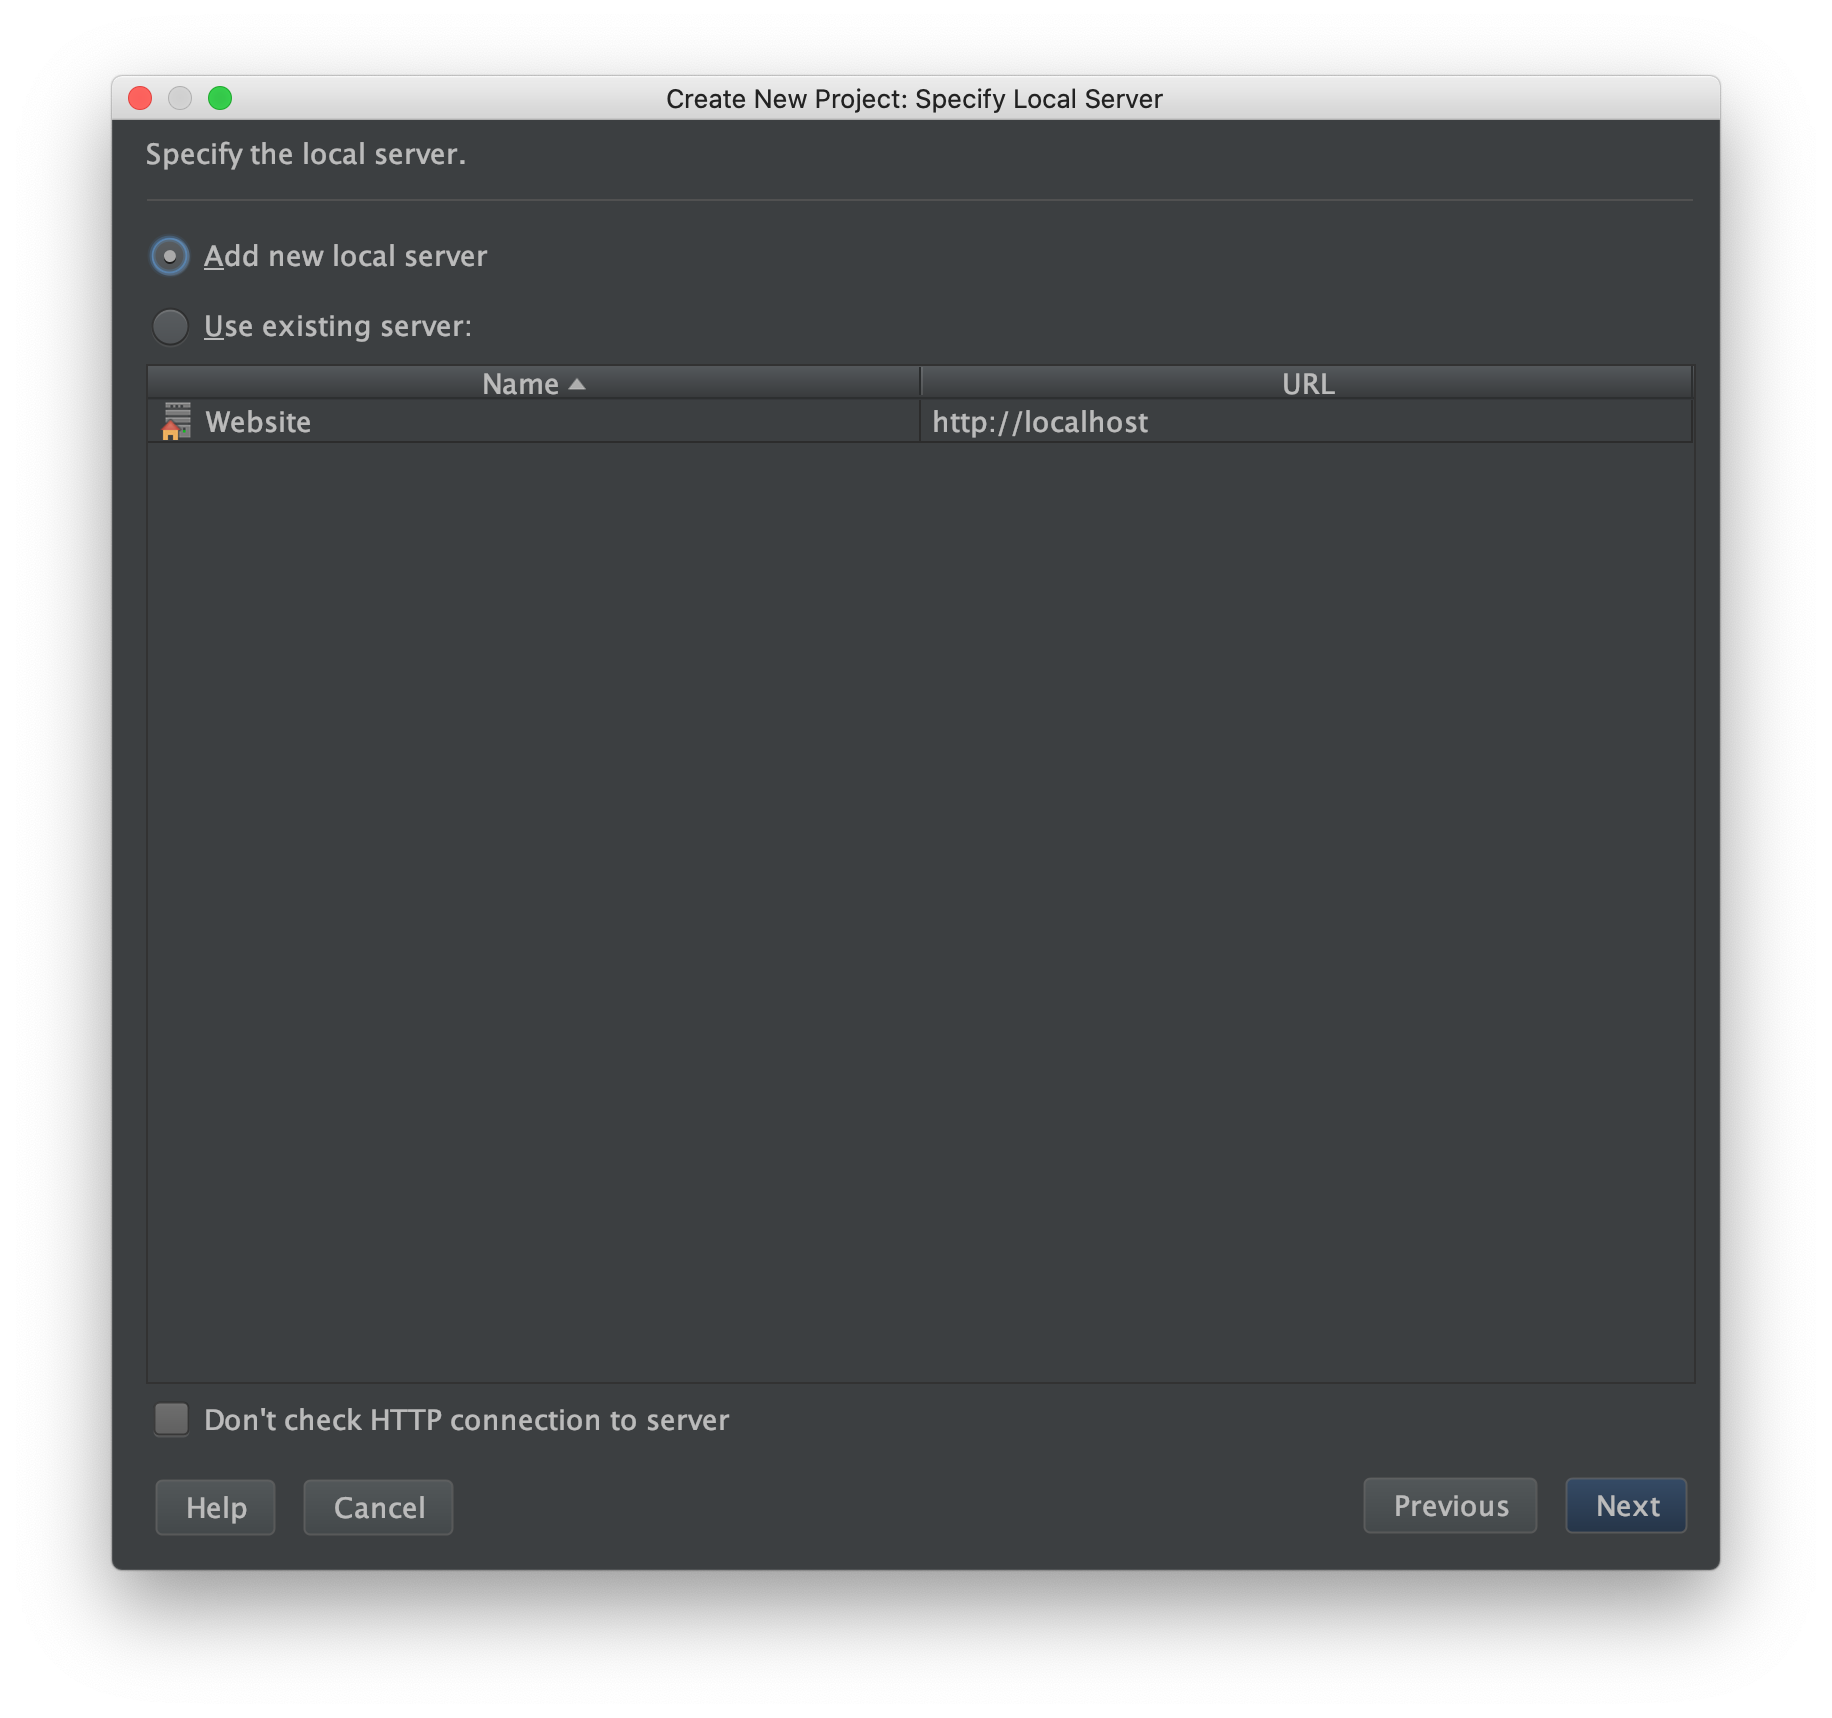 Create New Project: Specify Local Server
Specify the local server.
Add new local server
Use existing server:
Name URL
Website http://localhost
Don't check HTTP connection to server
Help Cancel Previous Next